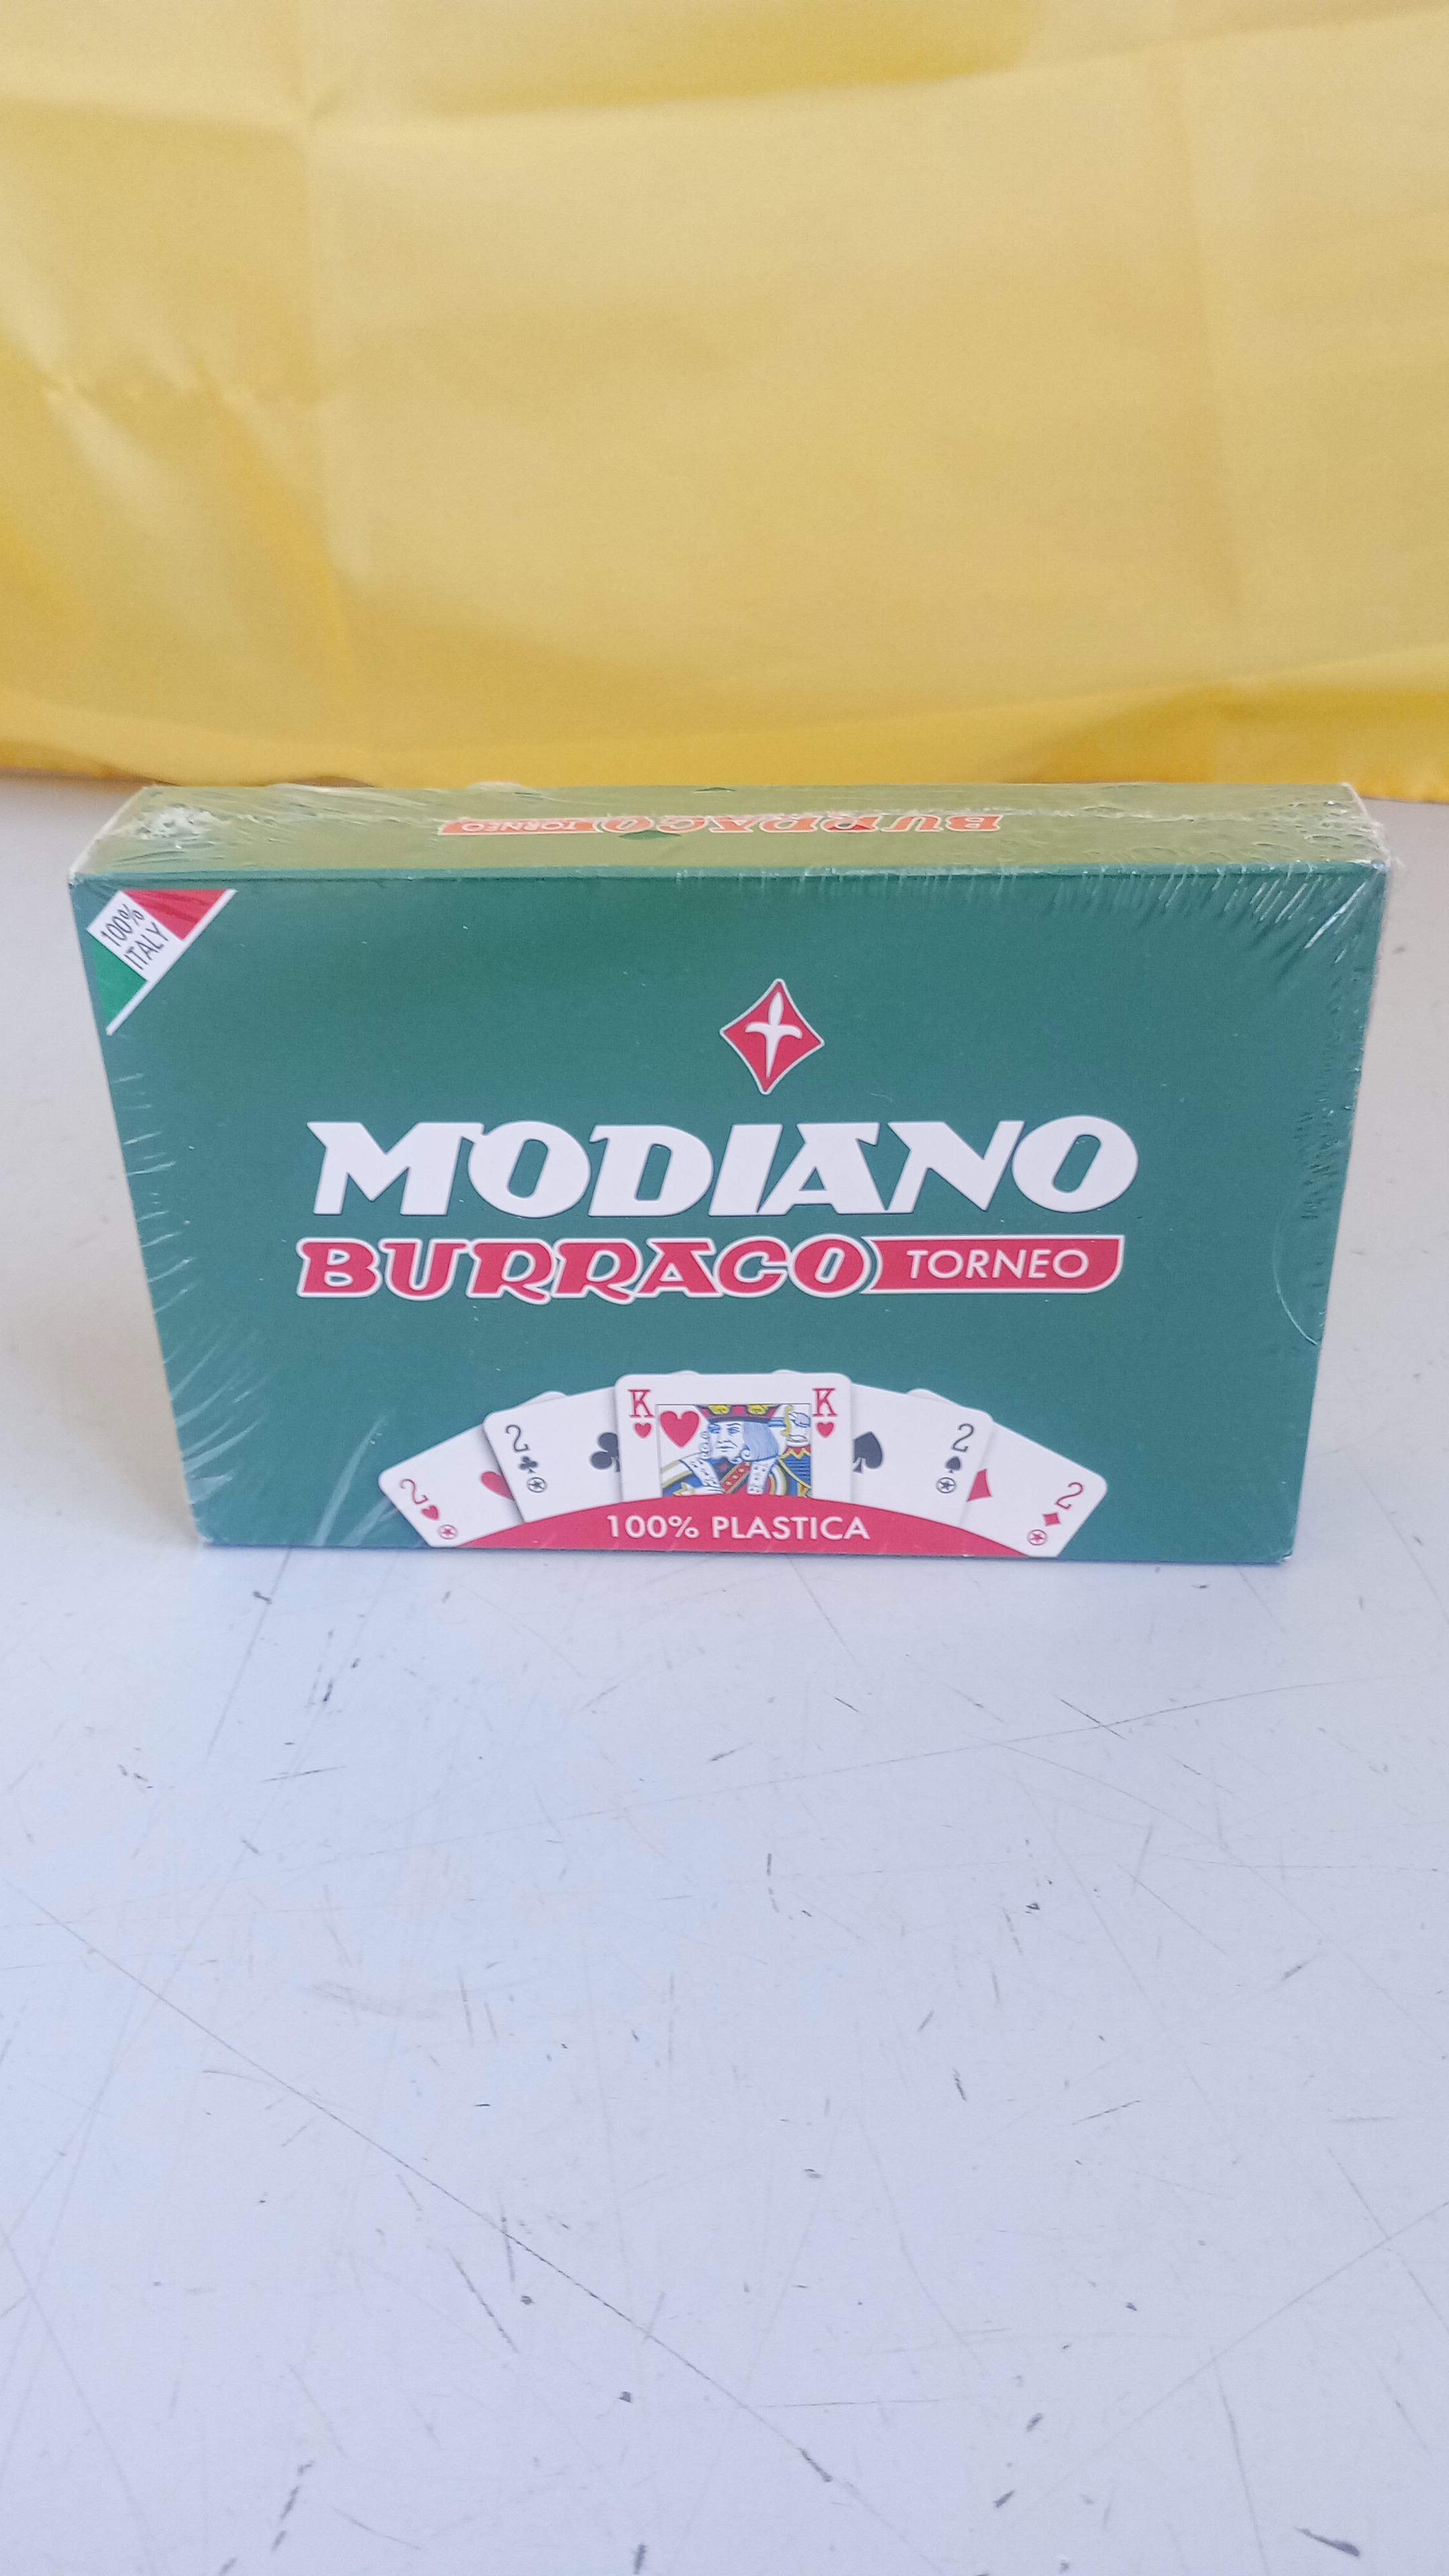 BURRACO TORNEO
100%
ITALY
MODIANO
BURRACO TORNEO
K K
2 2
2 2
100% PLASTICA